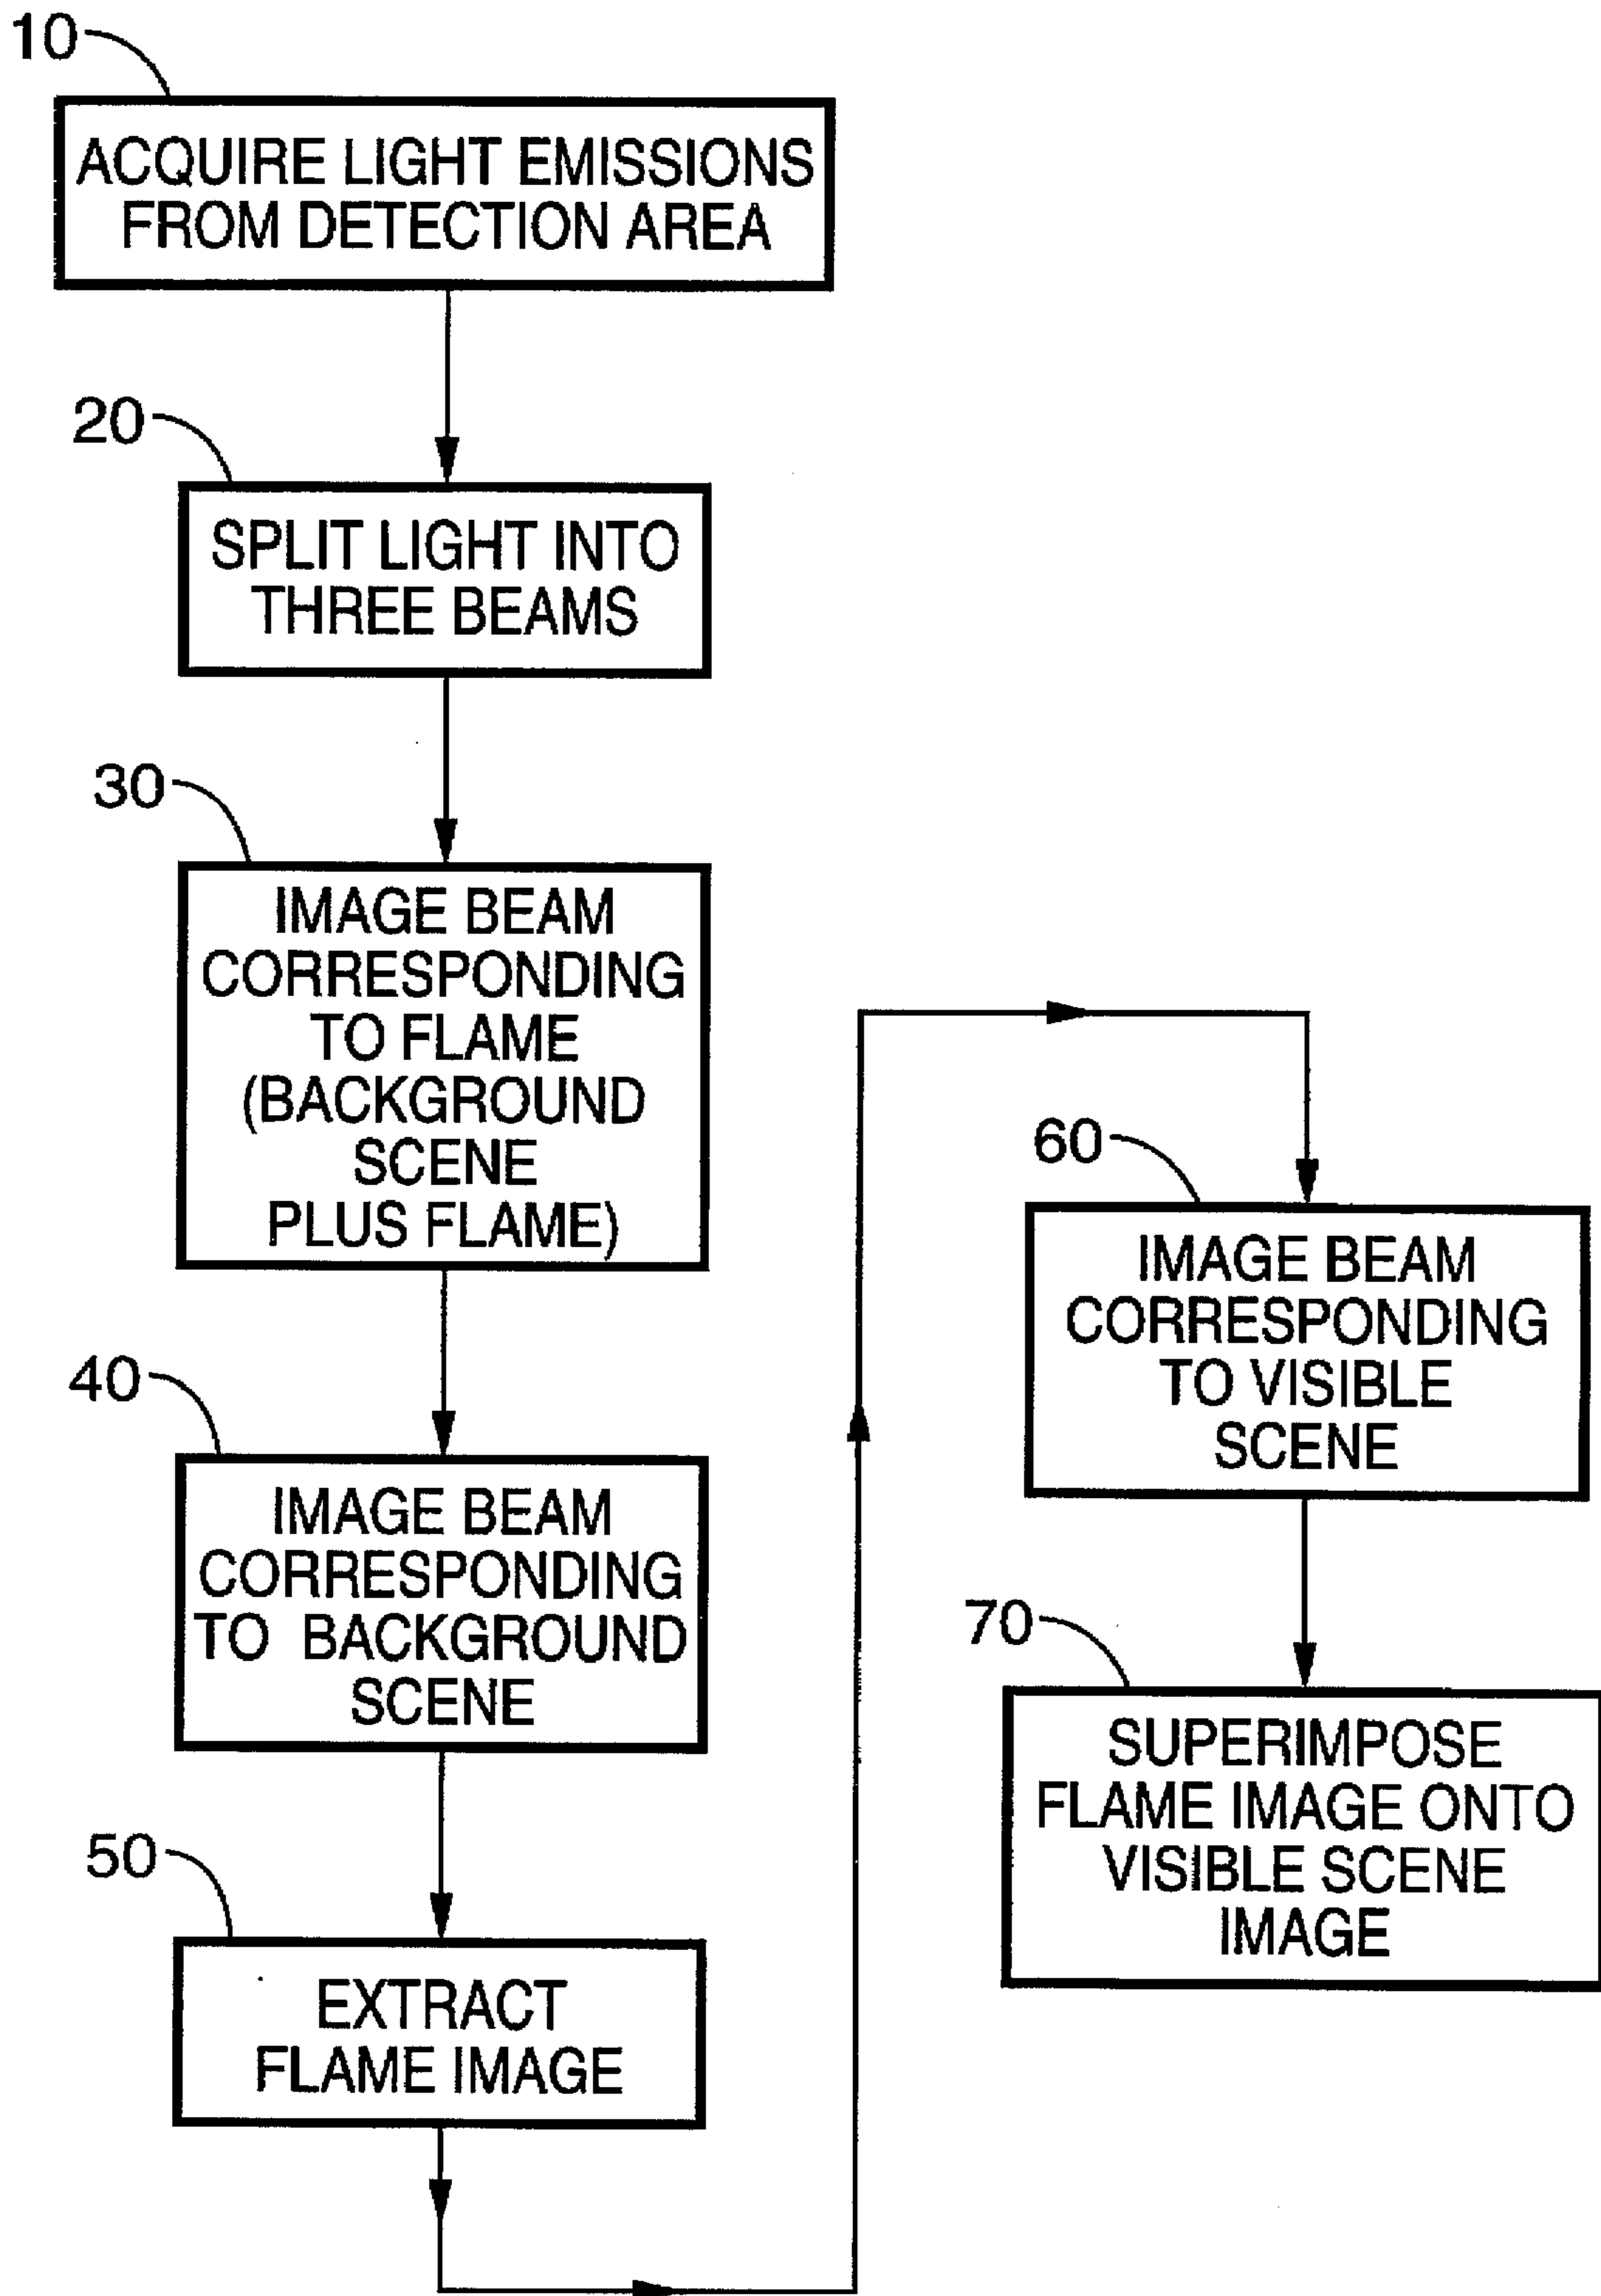 10
ACQUIRE LIGHT EMISSIONS
FROM DETECTION AREA
20
SPLIT LIGHT INTO
THREE BEAMS
30
IMAGE BEAM
CORRESPONDING
TO FLAME
(BACKGROUND
SCENE
PLUS FLAME)
40
IMAGE BEAM
CORRESPONDING
TO BACKGROUND
SCENE
50
EXTRACT
FLAME IMAGE
60
IMAGE BEAM
CORRESPONDING
TO VISIBLE
SCENE
70
SUPERIMPOSE
FLAME IMAGE ONTO
VISIBLE SCENE
IMAGE